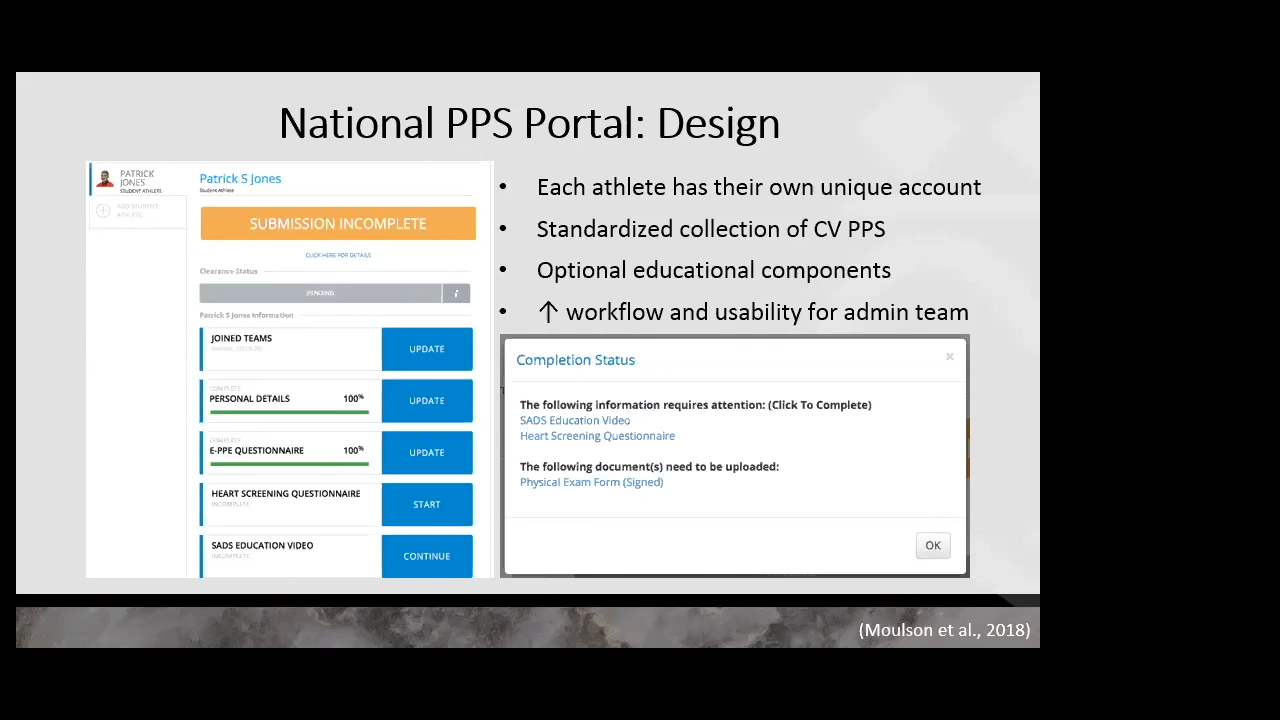 National PPS Portal: Design
PATRICK
JONES
STUDENT ATHLETE
ADD STUDENT
ATHLETE
Patrick S Jones
Student Athlete
SUBMISSION INCOMPLETE
CLICK HERE FOR DETAILS
Clearance Status
PENDING
i
Patrick S Jones Information
JOINED TEAMS
UPDATE
COMPLETE
PERSONAL DETAILS 100%
UPDATE
COMPLETE
E-PPE QUESTIONNAIRE 100%
UPDATE
HEART SCREENING QUESTIONNAIRE
INCOMPLETE
START
SADS EDUCATION VIDEO
INCOMPLETE
CONTINUE
• Each athlete has their own unique account
• Standardized collection of CV PPS
• Optional educational components
• ↑ workflow and usability for admin team
Completion Status
×
The following information requires attention: (Click To Complete)
SADS Education Video
Heart Screening Questionnaire
The following document(s) need to be uploaded:
Physical Exam Form (Signed)
OK
(Moulson et al., 2018)